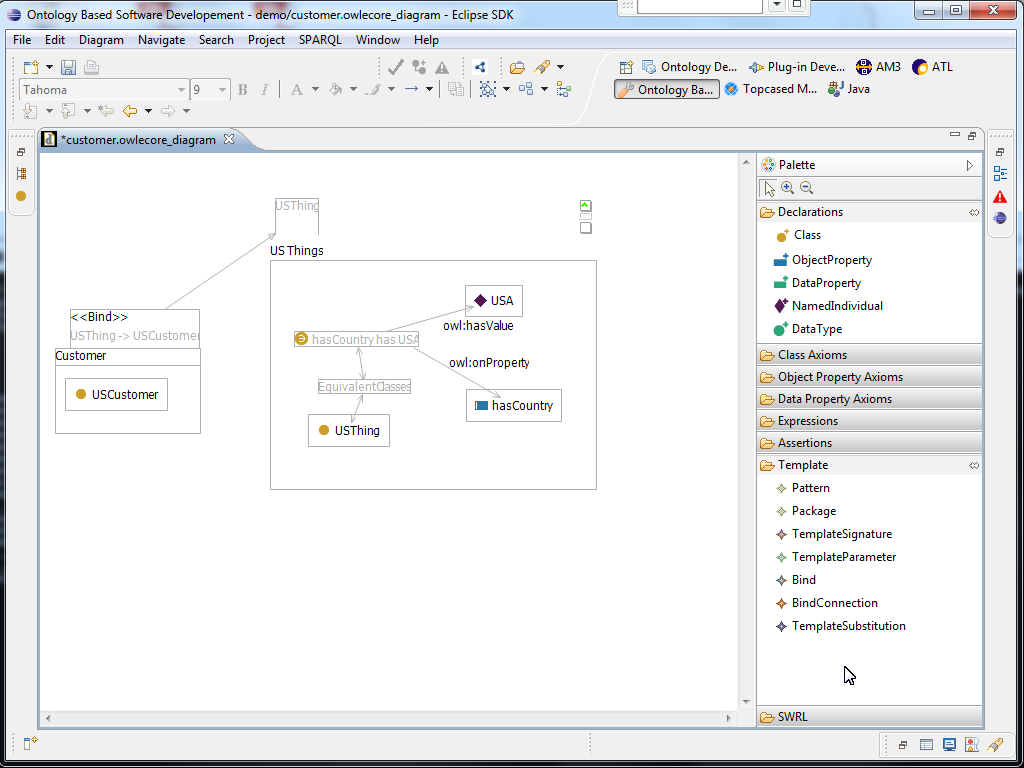 Ontology Based Software Developement - demo/customer.owlecore_diagram - Eclipse SDK
File Edit Diagram Navigate Search Project SPARQL Window Help
Ontology De... Plug-in Deve... AM3 ATL
Tahoma 9 B I A Ontology Ba... Topcased M... Java
*customer.owlecore_diagram
Palette
USThing
US Things
<<Bind>>
USThing -> USCustomer
Customer
USCustomer
USA
owl:hasValue
hasCountry has USA
owl:onProperty
EquivalentClasses
hasCountry
USThing
Declarations
Class
ObjectProperty
DataProperty
NamedIndividual
DataType
Class Axioms
Object Property Axioms
Data Property Axioms
Expressions
Assertions
Template
Pattern
Package
TemplateSignature
TemplateParameter
Bind
BindConnection
TemplateSubstitution
SWRL